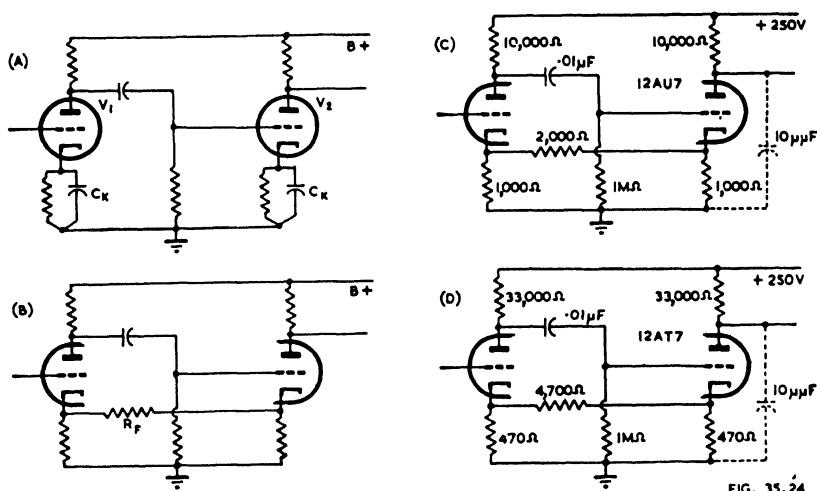 (A)
B+
V1
V2
CK
CK
(B)
B+
RF
(C)
+250V
10,000Ω
10,000Ω
.01μF
12AU7
2,000Ω
10μμF
1,000Ω
1MΩ
1,000Ω
(D)
+250V
33,000Ω
33,000Ω
.01μF
12AT7
4,700Ω
10μμF
470Ω
1MΩ
470Ω
FIG. 35.24